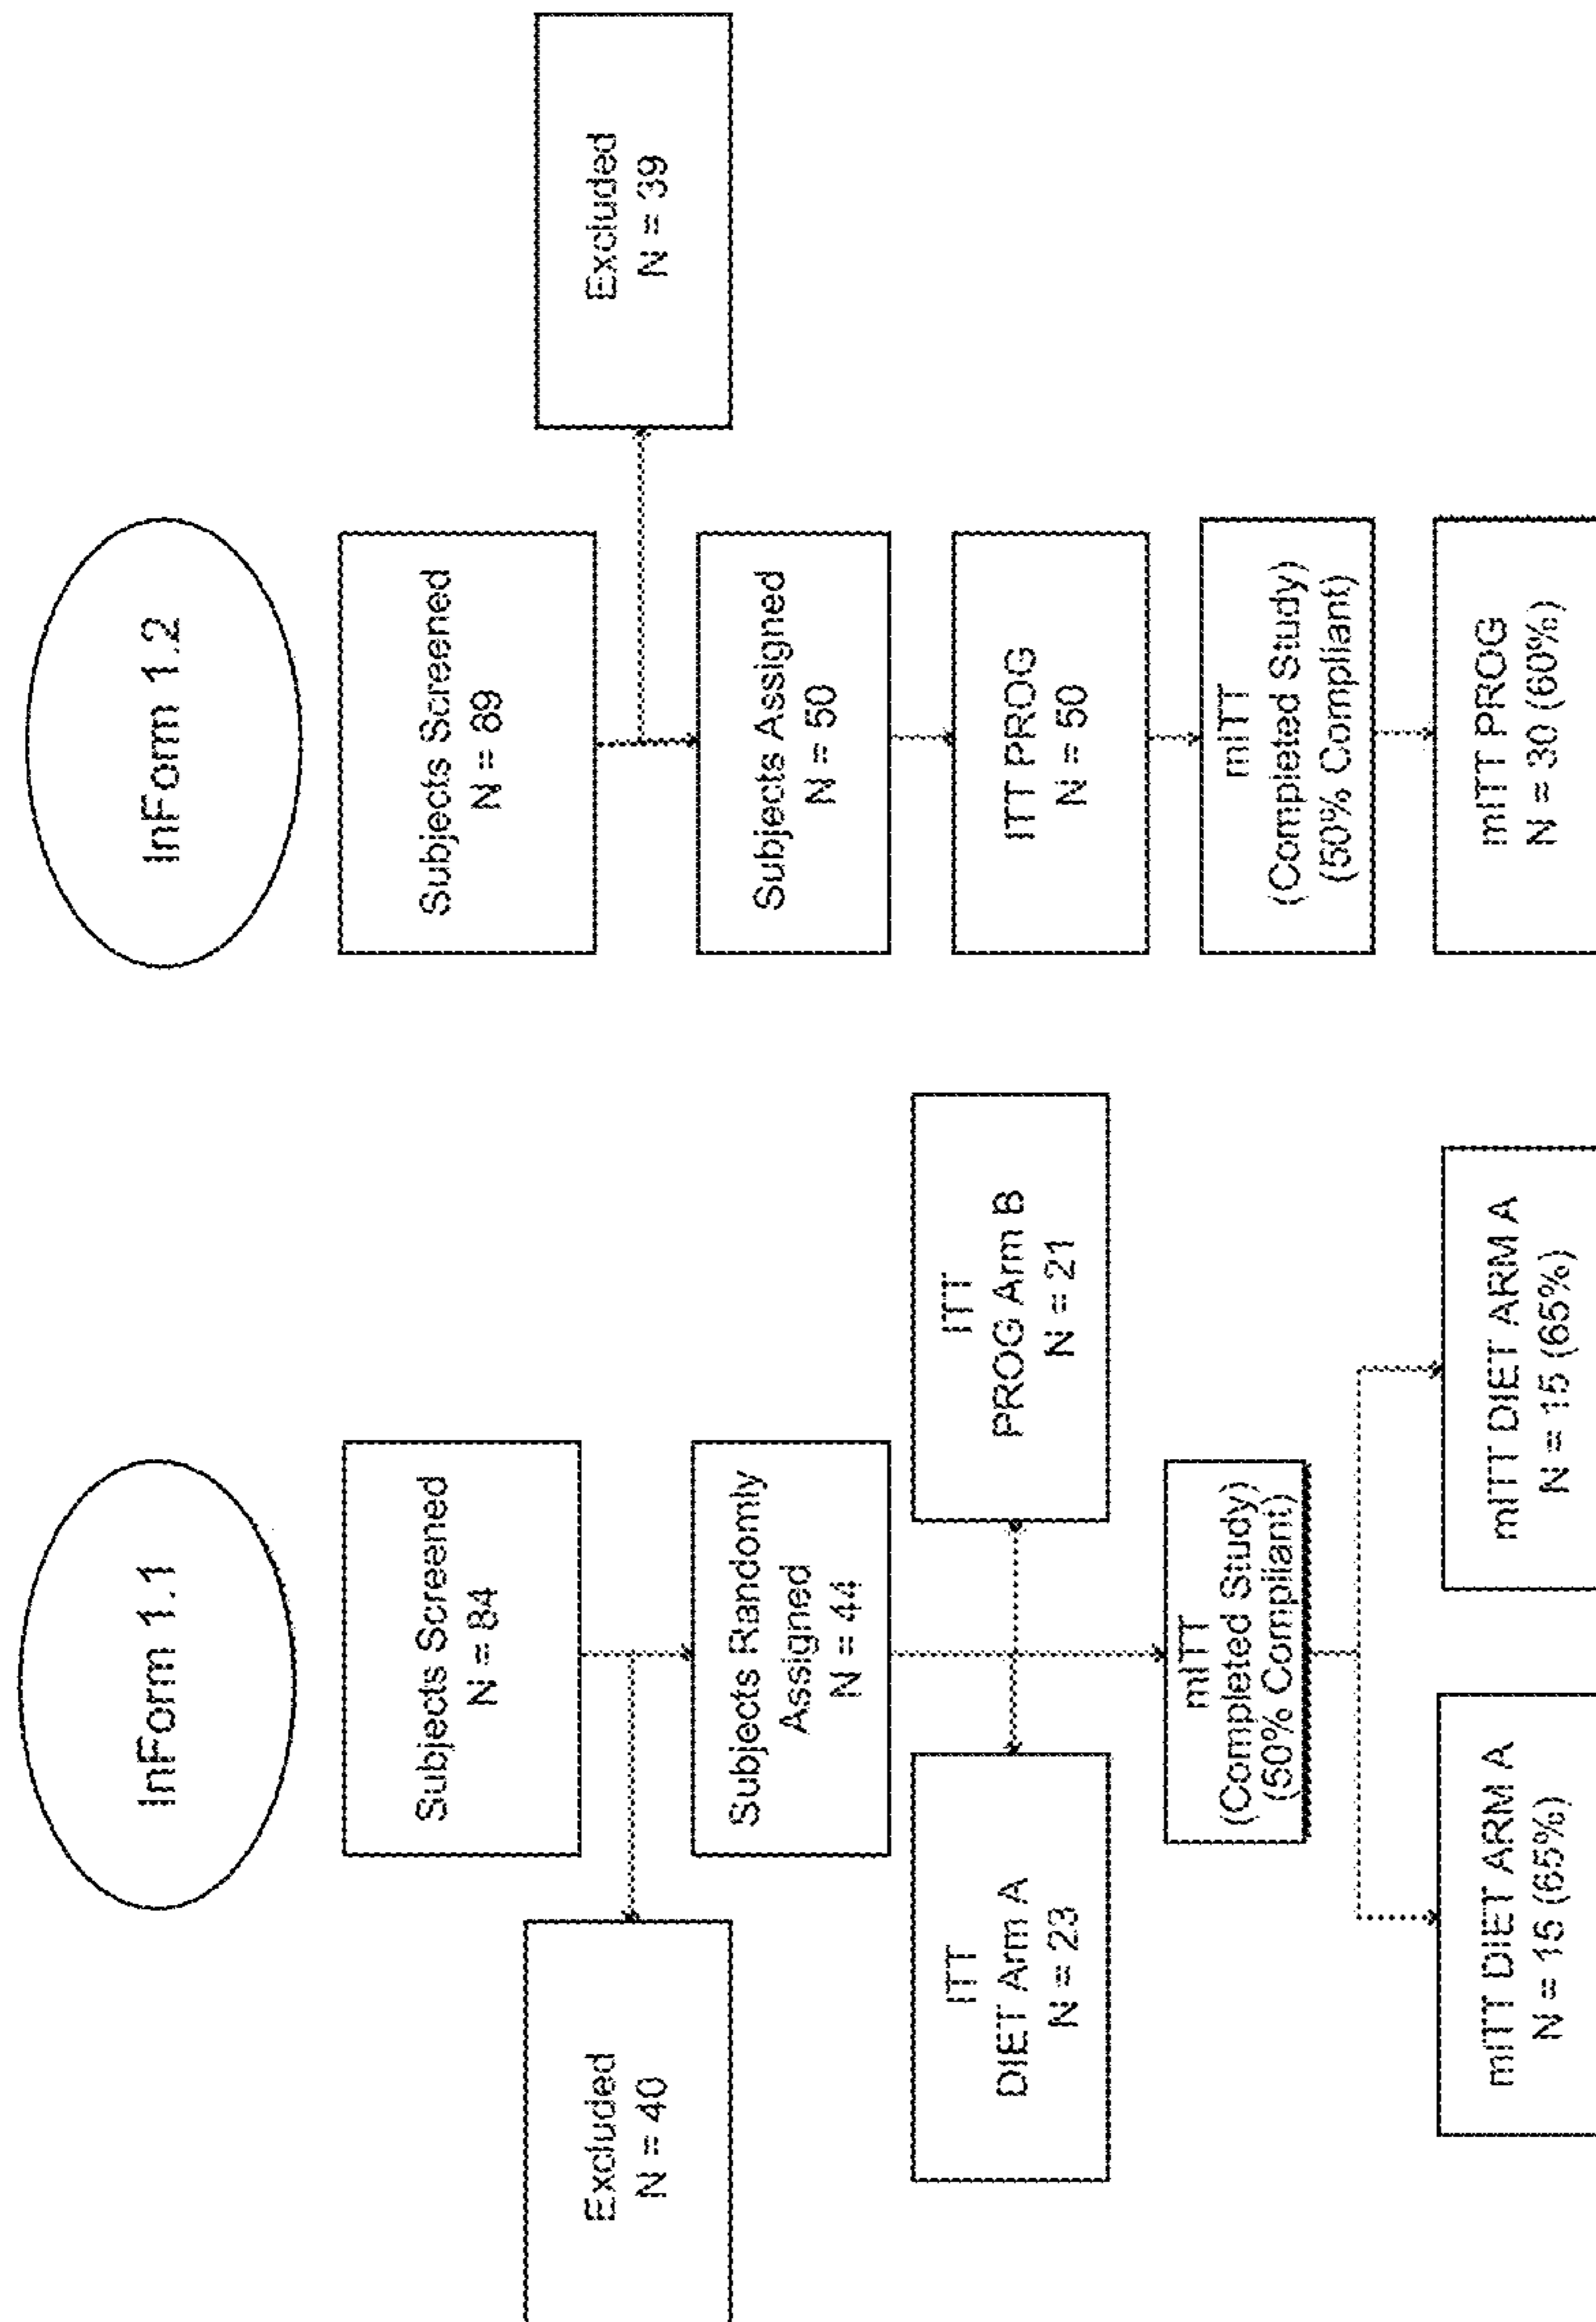 InForm 1.1
Subjects Screened
N = 84
Excluded
N = 40
Subjects Randomly
Assigned
N = 44
ITT
DIET Arm A
N = 23
ITT
PROG Arm B
N = 21
mITT
(Completed Study)
(50% Compliant)
mITT DIET ARM A
N = 15 (65%)
mITT DIET ARM A
N = 15 (65%)
InForm 1.2
Subjects Screened
N = 89
Excluded
N = 39
Subjects Assigned
N = 50
ITT PROG
N = 50
mITT
(Completed Study)
(50% Compliant)
mITT PROG
N = 30 (60%)